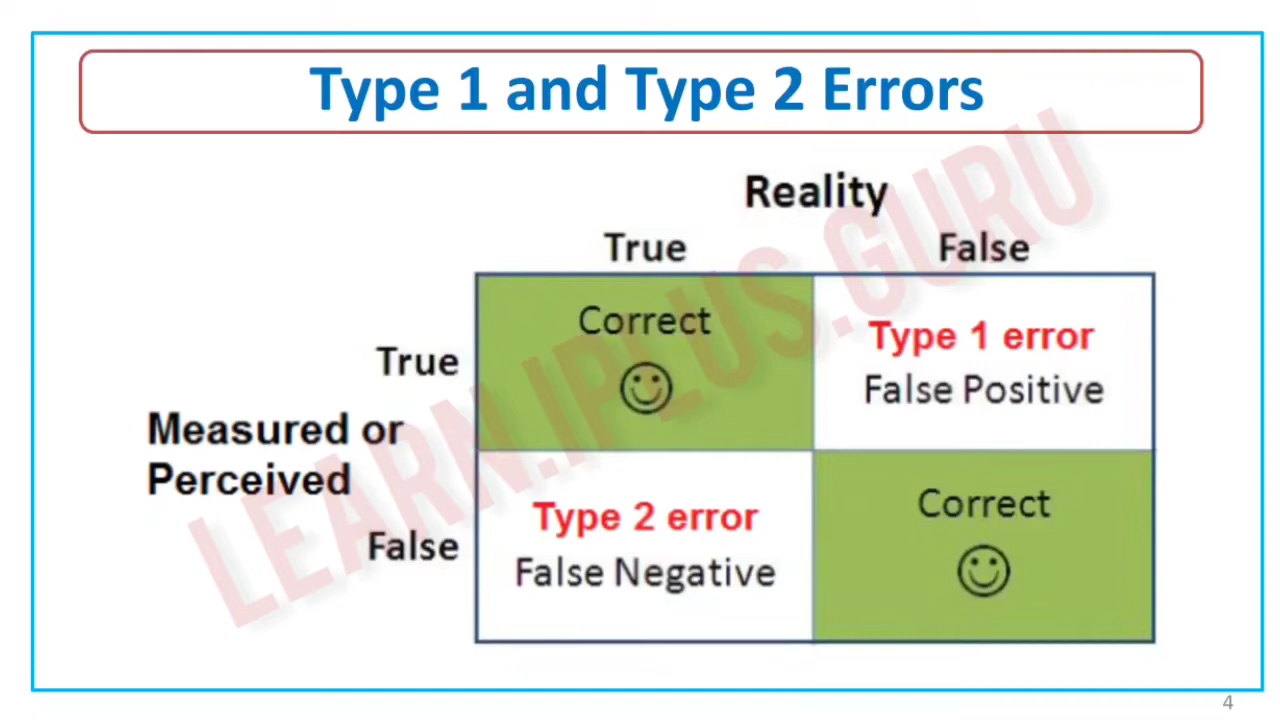 Type 1 and Type 2 Errors
Reality
True
False
Correct
Type 1 error
False Positive
True
Measured or
Perceived
False
Type 2 error
False Negative
Correct
LEARN.IPLUS.GURU
4